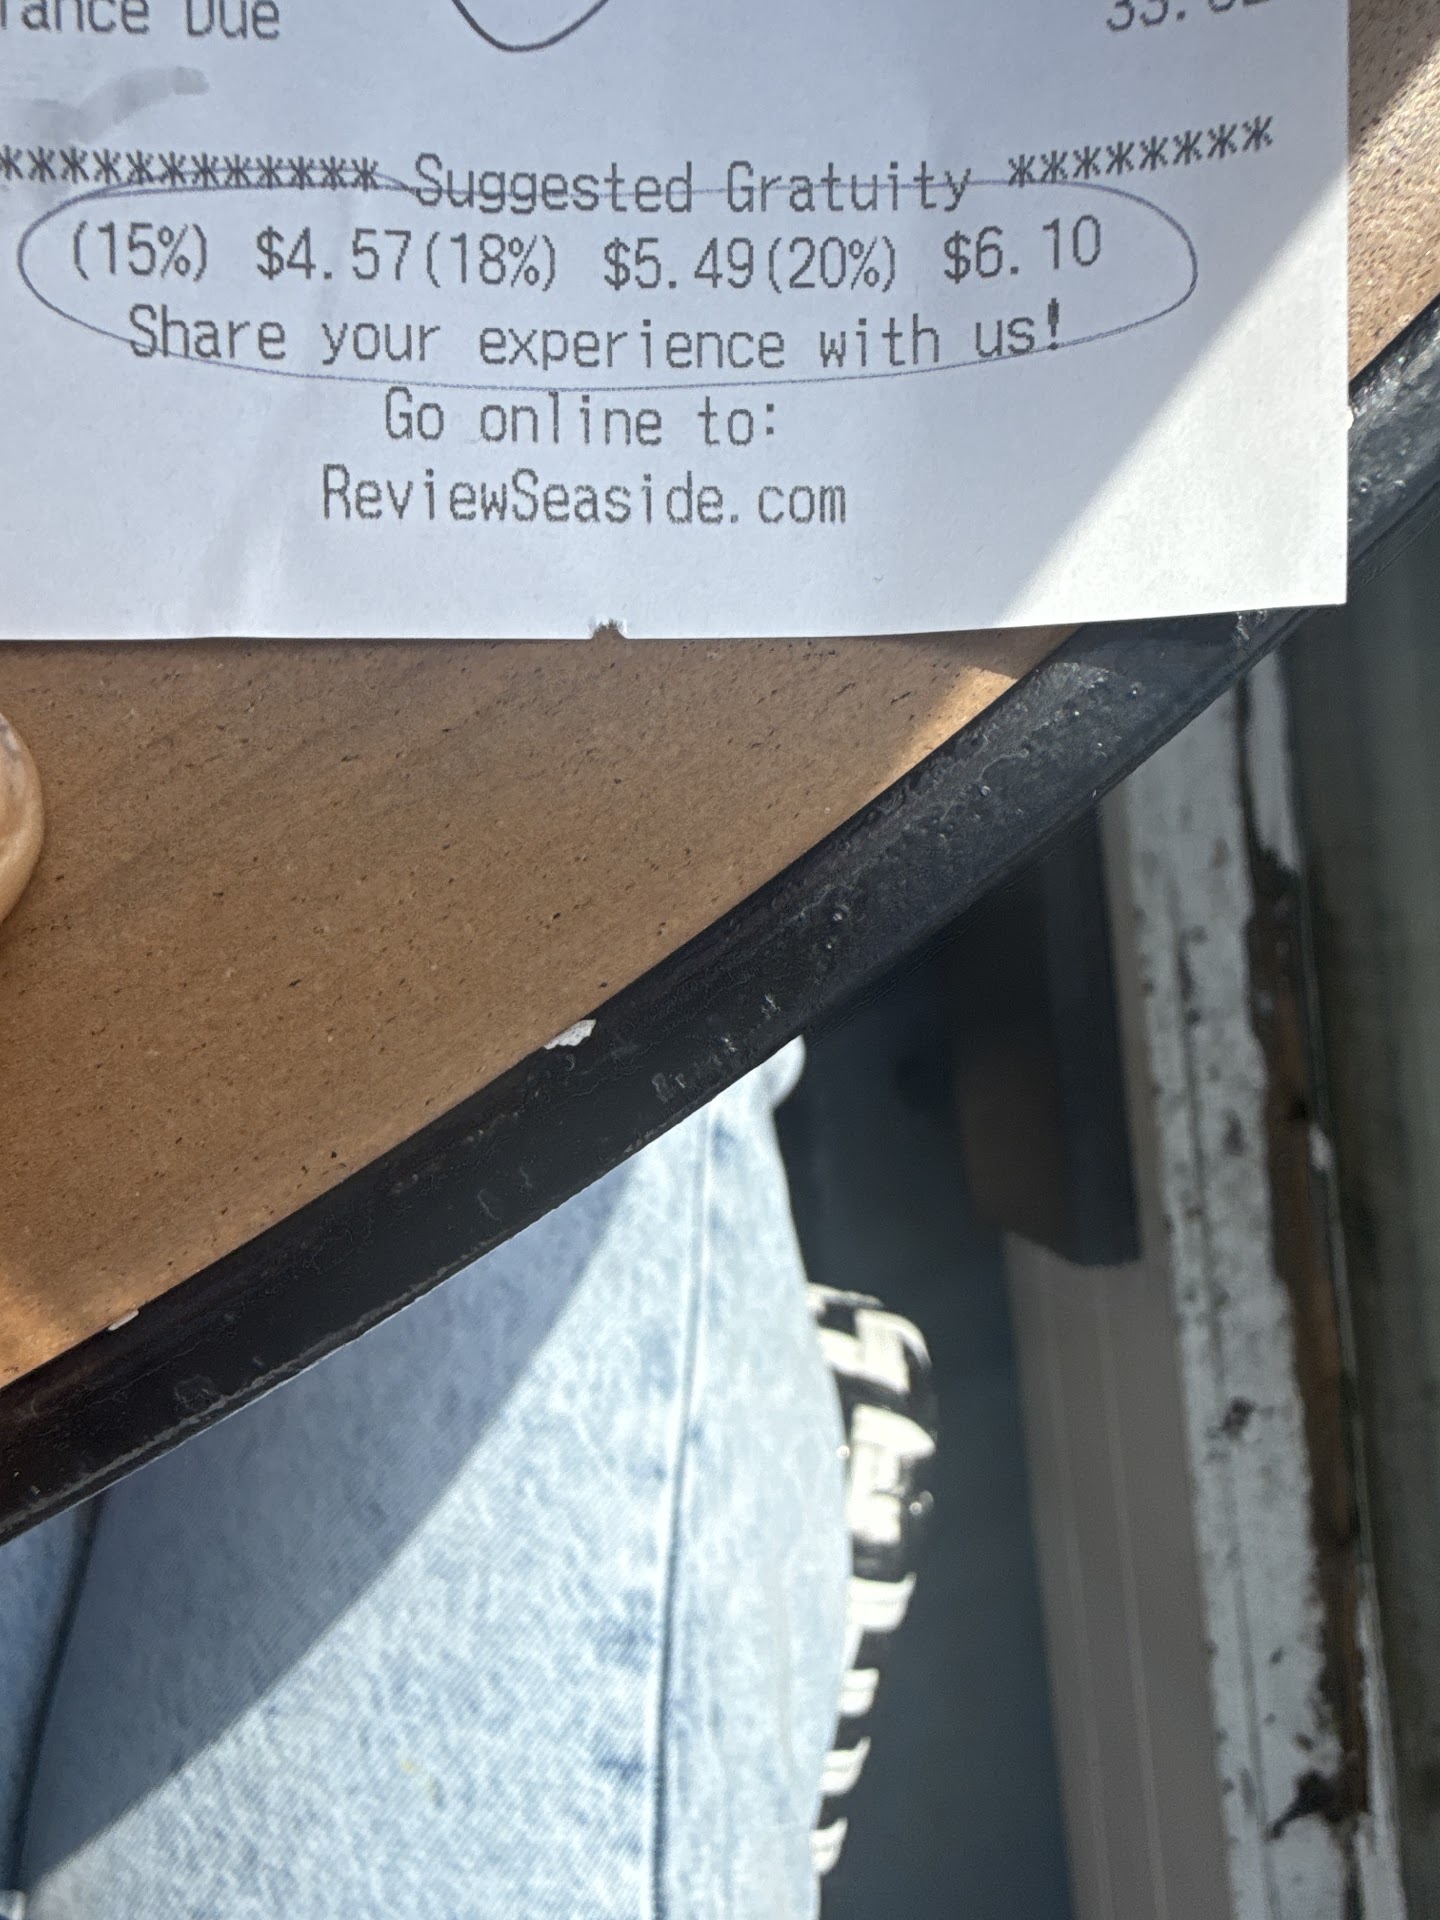 Due
************ Suggested Gratuity ********
(15%) $4.57(18%) $5.49(20%) $6.10
Share your experience with us!
Go online to:
ReviewSeaside.com